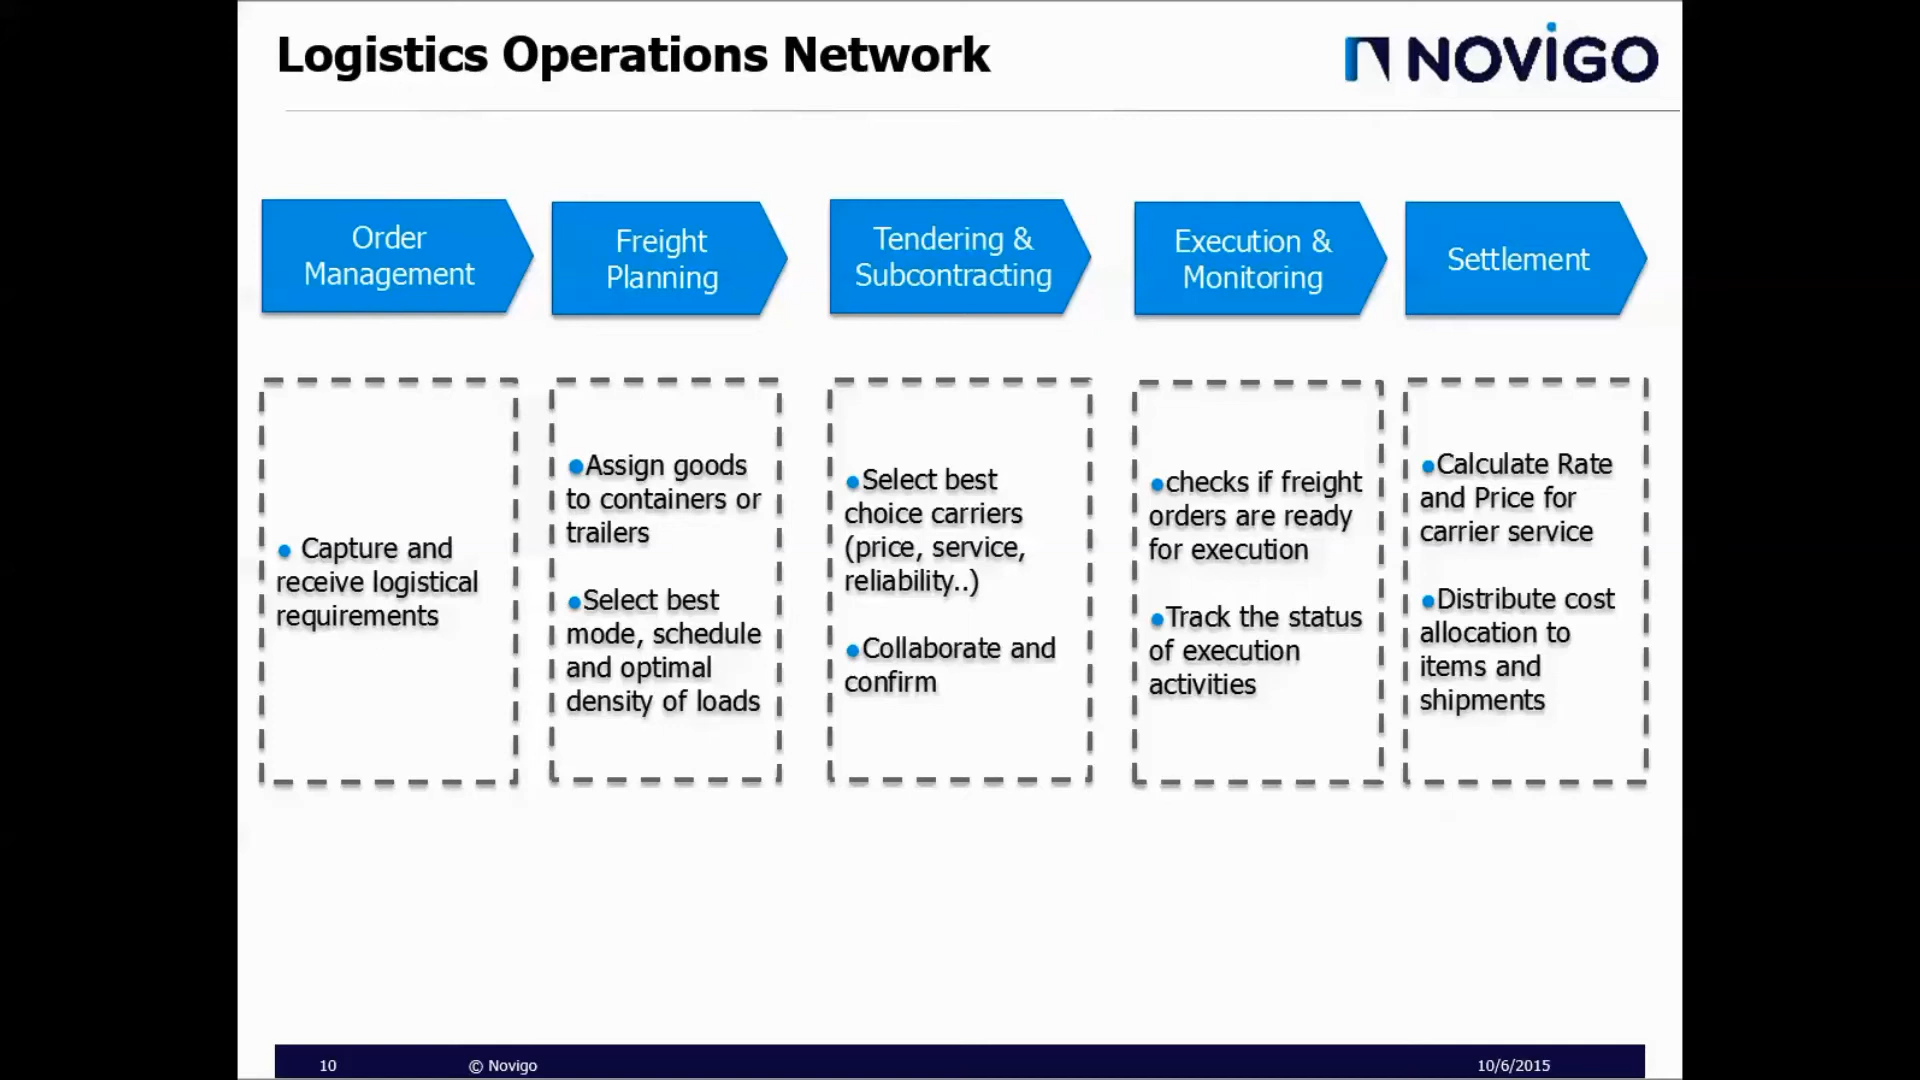 Logistics Operations Network
NOViGO
Order
Management
Freight
Planning
Tendering &
Subcontracting
Execution &
Monitoring
Settlement
● Capture and
receive logistical
requirements
●Assign goods
to containers or
trailers
●Select best
mode, schedule
and optimal
density of loads
●Select best
choice carriers
(price, service,
reliability..)
●Collaborate and
confirm
●checks if freight
orders are ready
for execution
●Track the status
of execution
activities
●Calculate Rate
and Price for
carrier service
●Distribute cost
allocation to
items and
shipments
10
© Novigo
10/6/2015